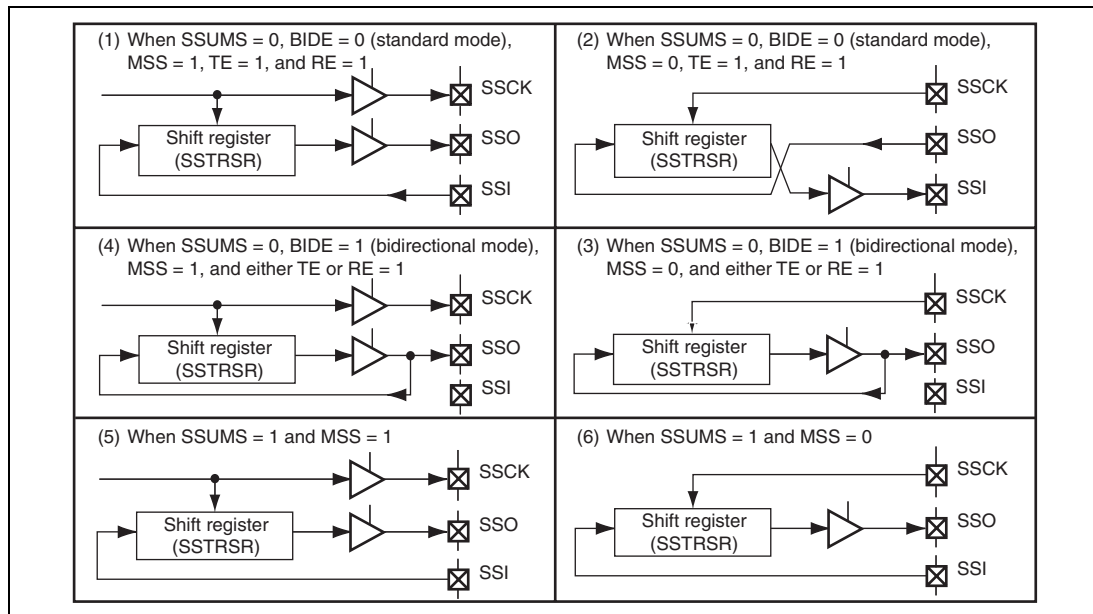 (1) When SSUMS = 0, BIDE = 0 (standard mode),
MSS = 1, TE = 1, and RE = 1
SSCK
Shift register
(SSTRSR)
SSO
SSI
(2) When SSUMS = 0, BIDE = 0 (standard mode),
MSS = 0, TE = 1, and RE = 1
SSCK
Shift register
(SSTRSR)
SSO
SSI
(4) When SSUMS = 0, BIDE = 1 (bidirectional mode),
MSS = 1, and either TE or RE = 1
SSCK
Shift register
(SSTRSR)
SSO
SSI
(3) When SSUMS = 0, BIDE = 1 (bidirectional mode),
MSS = 0, and either TE or RE = 1
SSCK
Shift register
(SSTRSR)
SSO
SSI
(5) When SSUMS = 1 and MSS = 1
SSCK
Shift register
(SSTRSR)
SSO
SSI
(6) When SSUMS = 1 and MSS = 0
SSCK
Shift register
(SSTRSR)
SSO
SSI